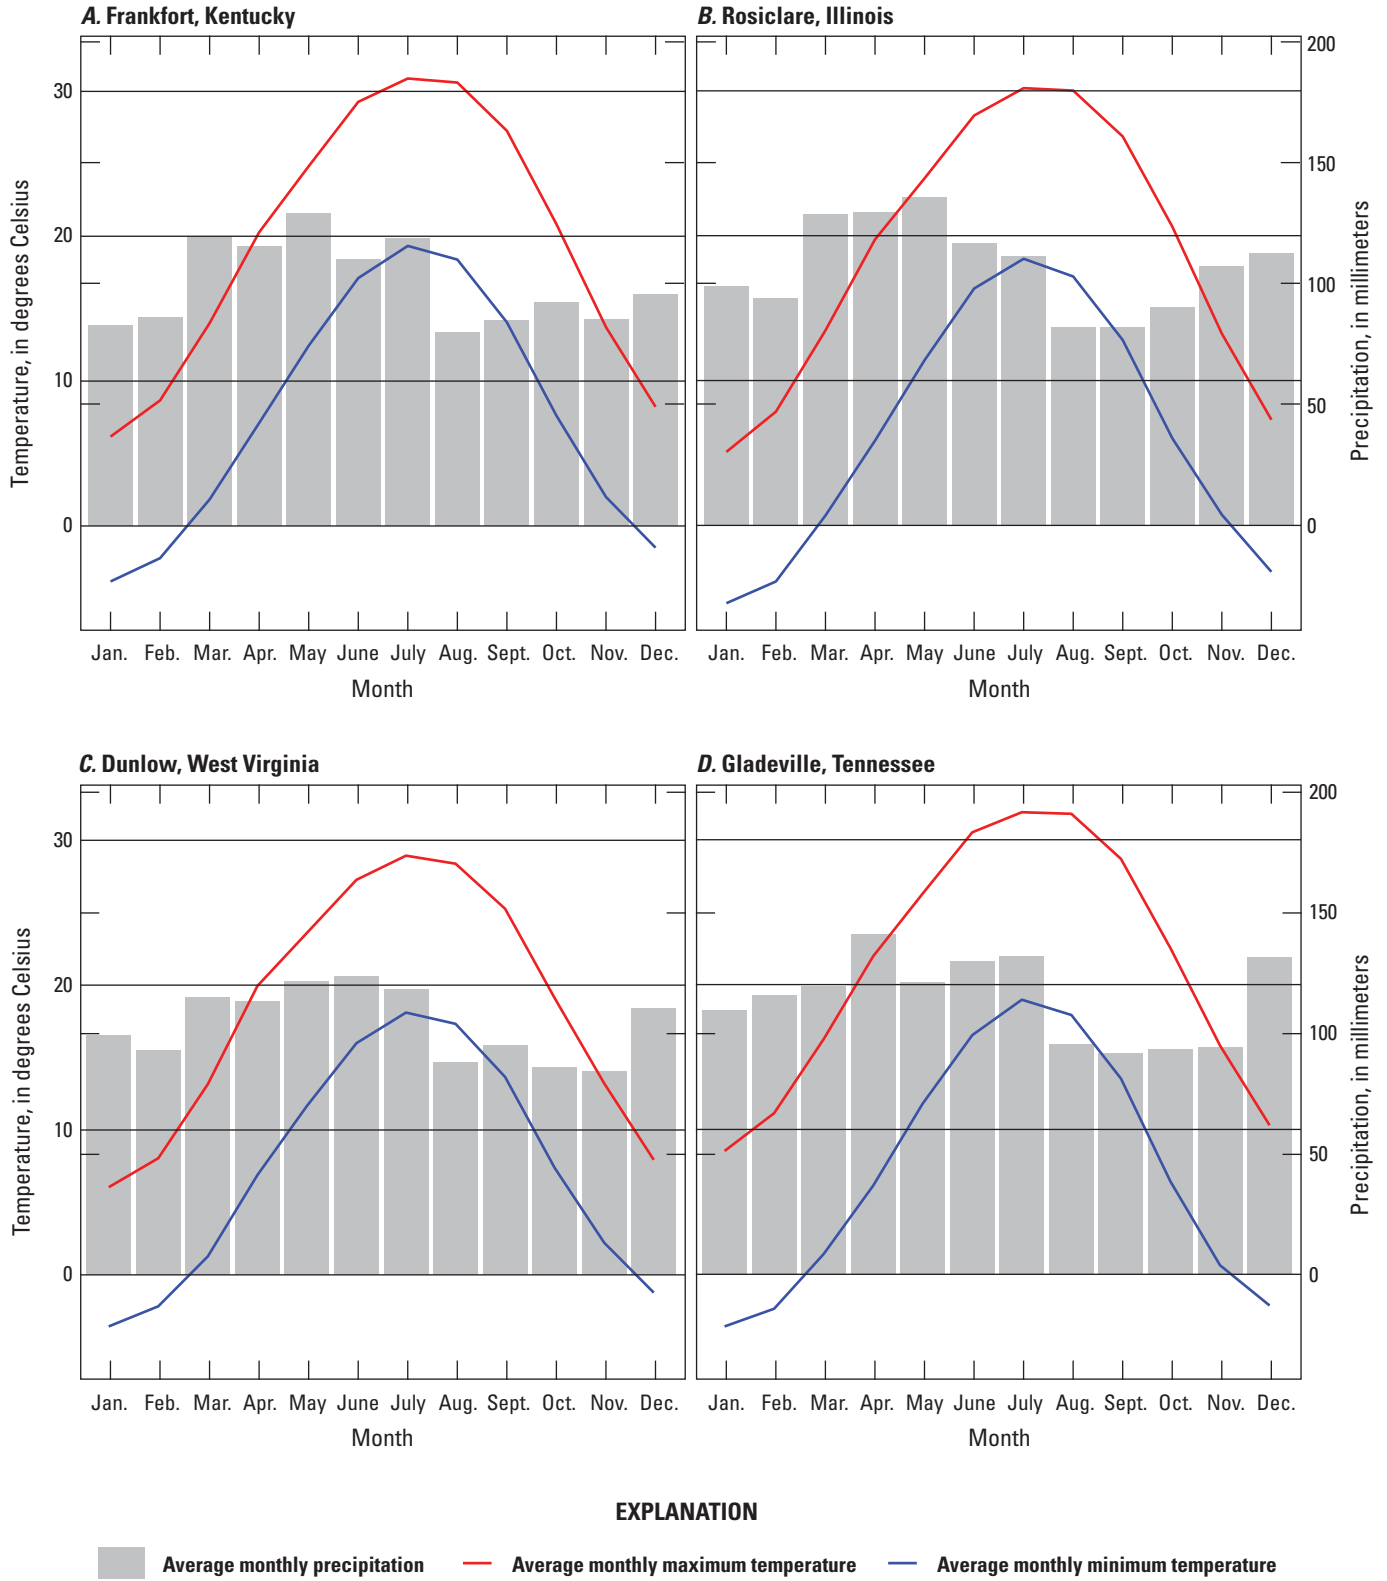 A. Frankfort, Kentucky
B. Rosiclare, Illinois
30
20
10
0
Temperature, in degrees Celsius
200
150
100
50
0
Precipitation, in millimeters
Jan. Feb. Mar. Apr. May June July Aug. Sept. Oct. Nov. Dec.
Month
Jan. Feb. Mar. Apr. May June July Aug. Sept. Oct. Nov. Dec.
Month
C. Dunlow, West Virginia
D. Gladeville, Tennessee
30
20
10
0
Temperature, in degrees Celsius
200
150
100
50
0
Precipitation, in millimeters
Jan. Feb. Mar. Apr. May June July Aug. Sept. Oct. Nov. Dec.
Month
Jan. Feb. Mar. Apr. May June July Aug. Sept. Oct. Nov. Dec.
Month
EXPLANATION
Average monthly precipitation
Average monthly maximum temperature
Average monthly minimum temperature